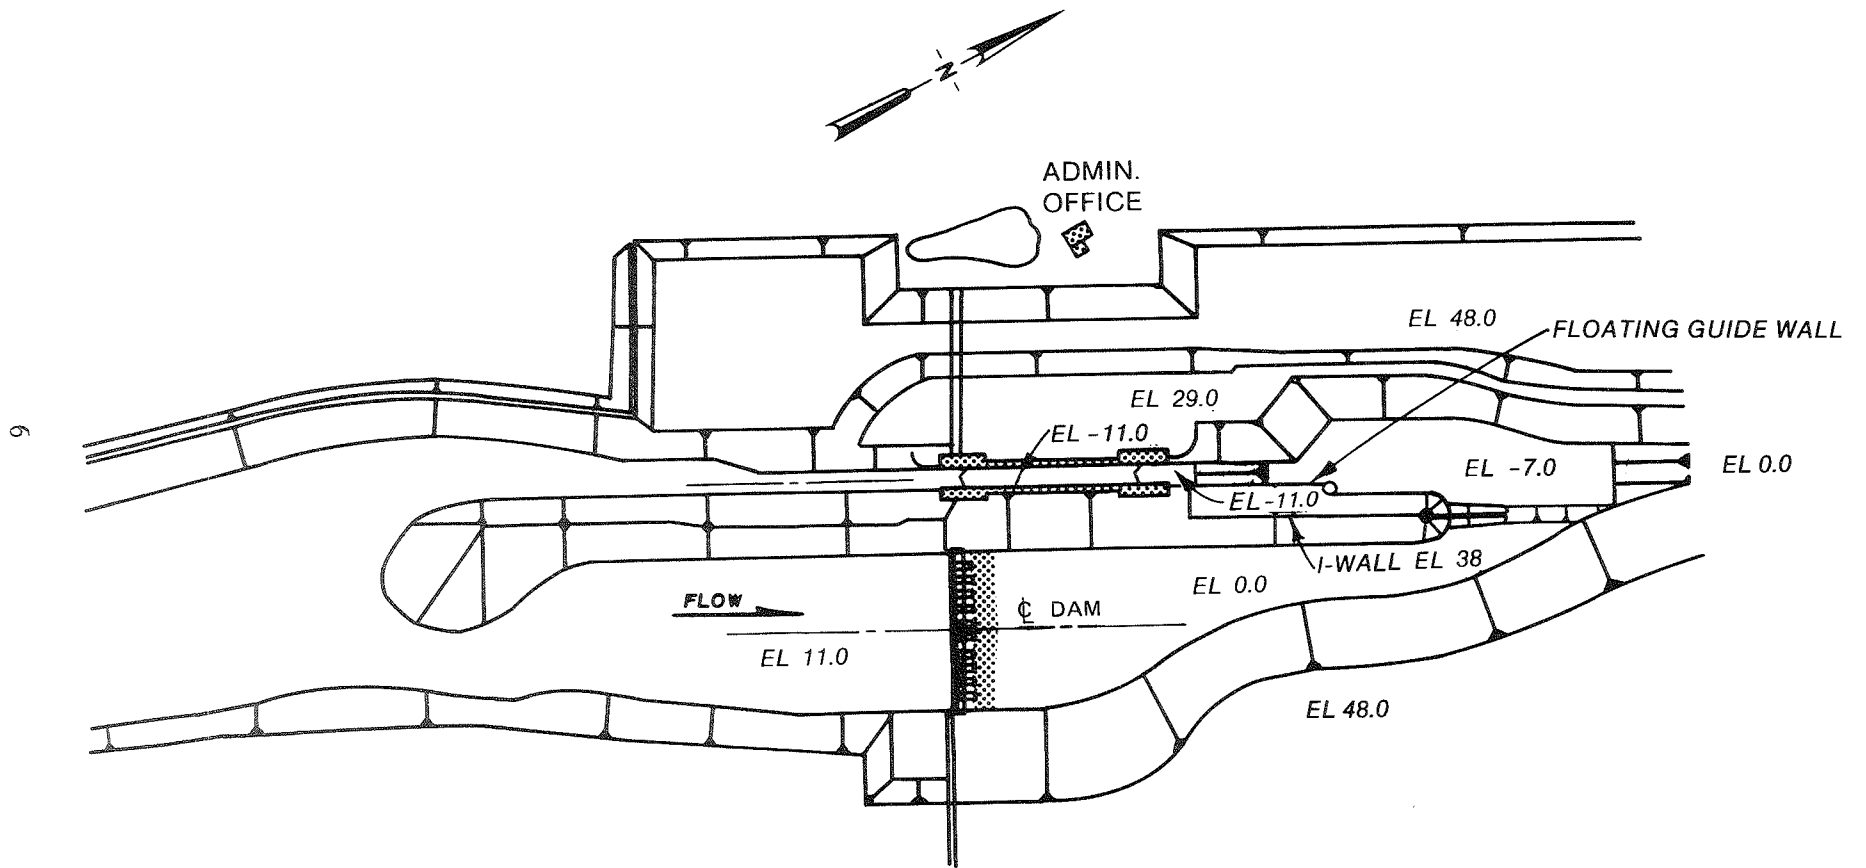 N
ADMIN.
OFFICE
EL 48.0
FLOATING GUIDE WALL
EL 29.0
EL -11.0
EL -7.0
EL 0.0
EL -11.0
I-WALL EL 38
EL 0.0
FLOW
℄ DAM
EL 11.0
EL 48.0
6